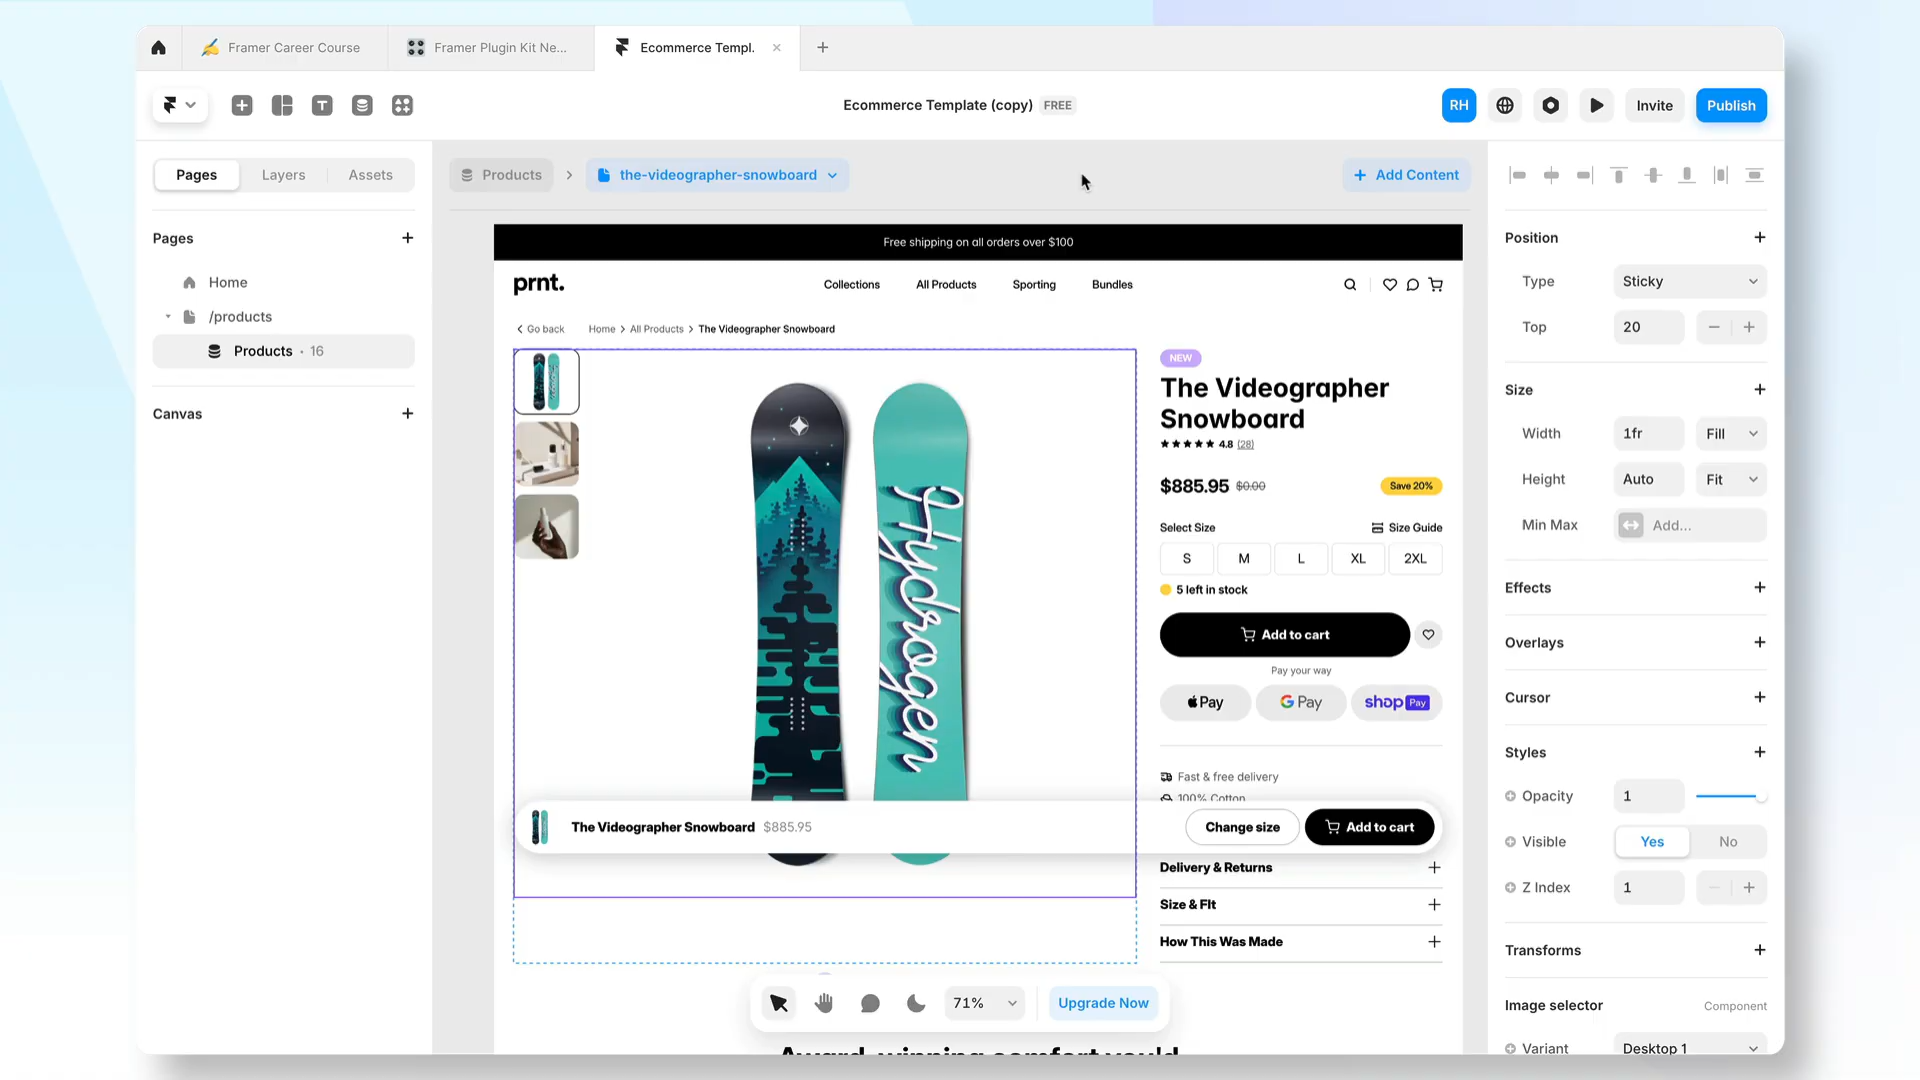 Framer Career Course
Framer Plugin Kit Ne...
Ecommerce Templ.
Ecommerce Template (copy) FREE
RH
Invite
Publish
Pages
Layers
Assets
Products
the-videographer-snowboard
Add Content
Pages
Home
/products
Products · 16
Canvas
Free shipping on all orders over $100
prnt.
Collections
All Products
Sporting
Bundles
Go back
Home > All Products > The Videographer Snowboard
Hydrogen
NEW
The Videographer
Snowboard
4.8 (28)
$885.95 $0.00
Save 20%
Select Size
Size Guide
S
M
L
XL
2XL
5 left in stock
Add to cart
Pay your way
Pay
G Pay
shop Pay
Fast & free delivery
100% Cotton
The Videographer Snowboard $885.95
Change size
Add to cart
Delivery & Returns
Size & FIt
How This Was Made
71%
Upgrade Now
Award-winning comfort you'd
Position
Type
Sticky
Top
20
Size
Width
1fr
Fill
Height
Auto
Fit
Min Max
Add...
Effects
Overlays
Cursor
Styles
Opacity
1
Visible
Yes
No
Z Index
1
Transforms
Image selector
Component
Variant
Desktop 1